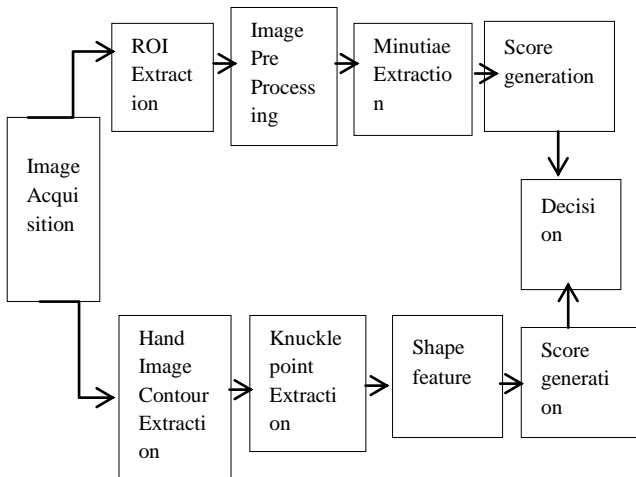 ROI
Extract
ion
Image
Pre
Process
ing
Minutiae
Extractio
n
Score
generation
Image
Acqui
sition
Decisi
on
Hand
Image
Contour
Extracti
on
Knuckle
point
Extracti
on
Shape
feature
Score
generati
on